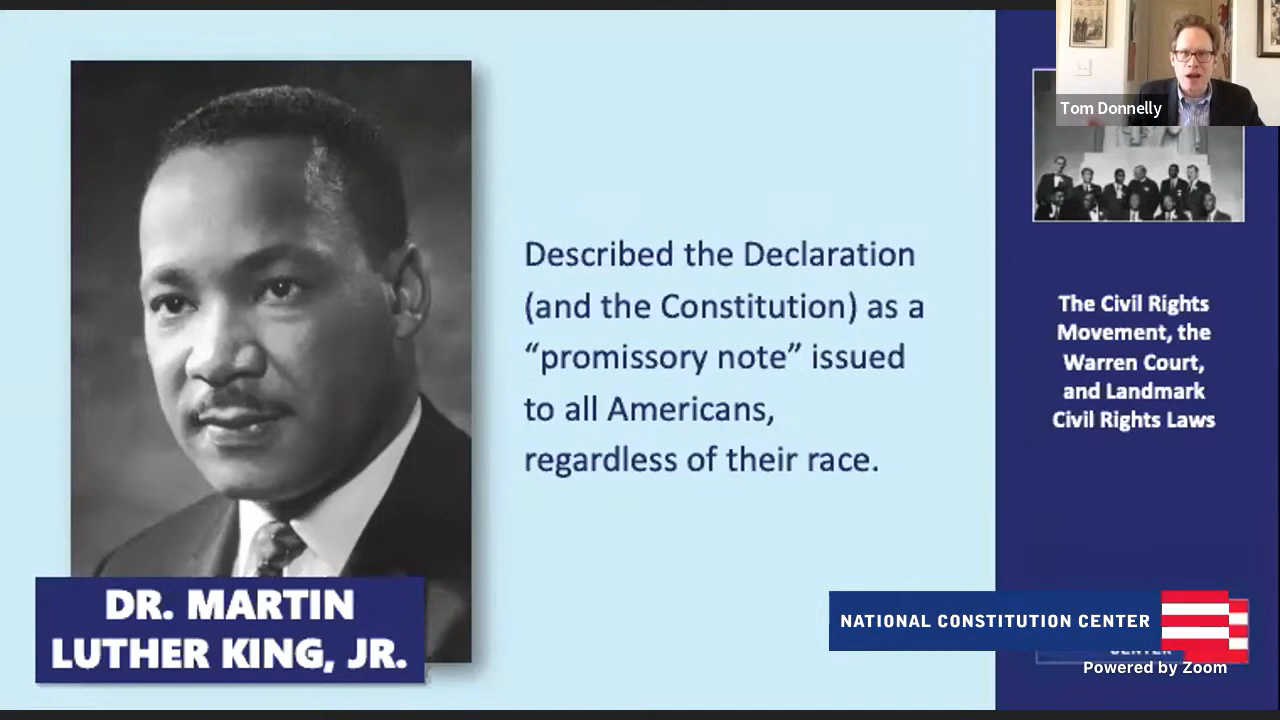 Tom Donnelly
Described the Declaration
(and the Constitution) as a
“promissory note” issued
to all Americans,
regardless of their race.
The Civil Rights
Movement, the
Warren Court,
and Landmark
Civil Rights Laws
DR. MARTIN
LUTHER KING, JR.
NATIONAL CONSTITUTION CENTER
CENTER
Powered by Zoom